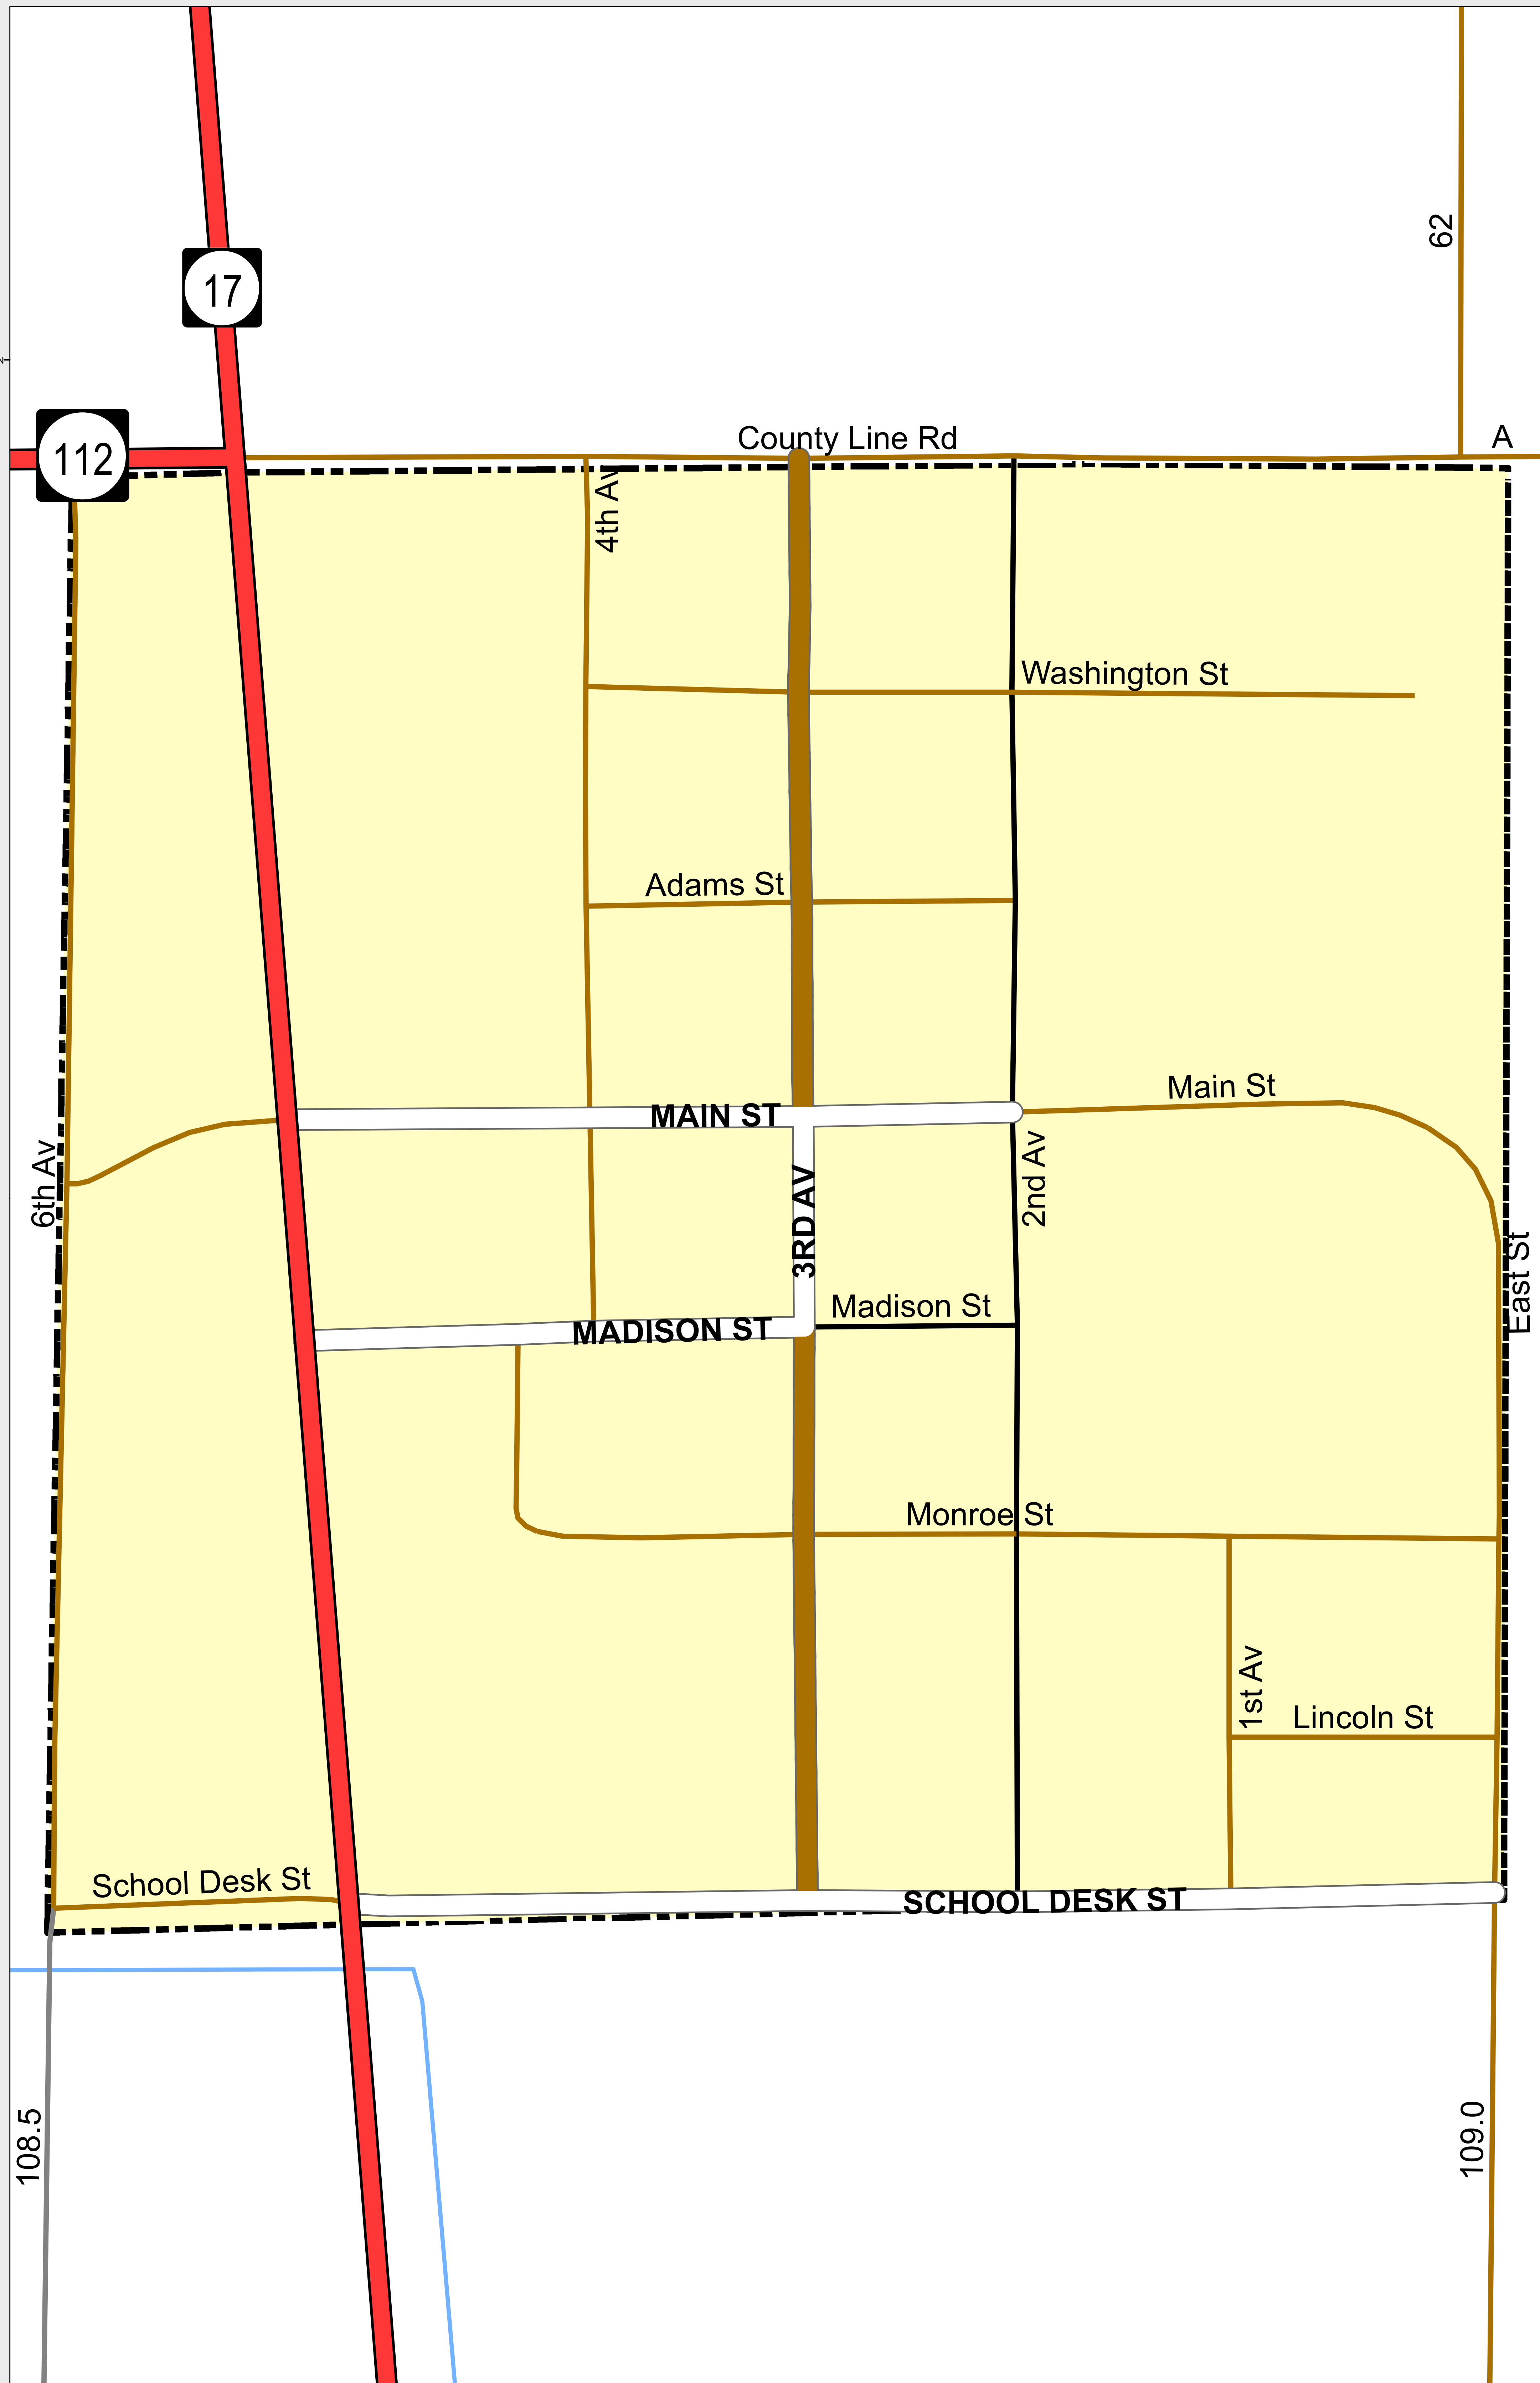 62
17
County Line Rd
A
112
4th Av
Washington St
Adams St
Main St
MAIN ST
6th Av
3RD AV
2nd Av
East St
Madison St
MADISON ST
Monroe St
1st Av
Lincoln St
School Desk St
SCHOOL DESK ST
108.5
109.0